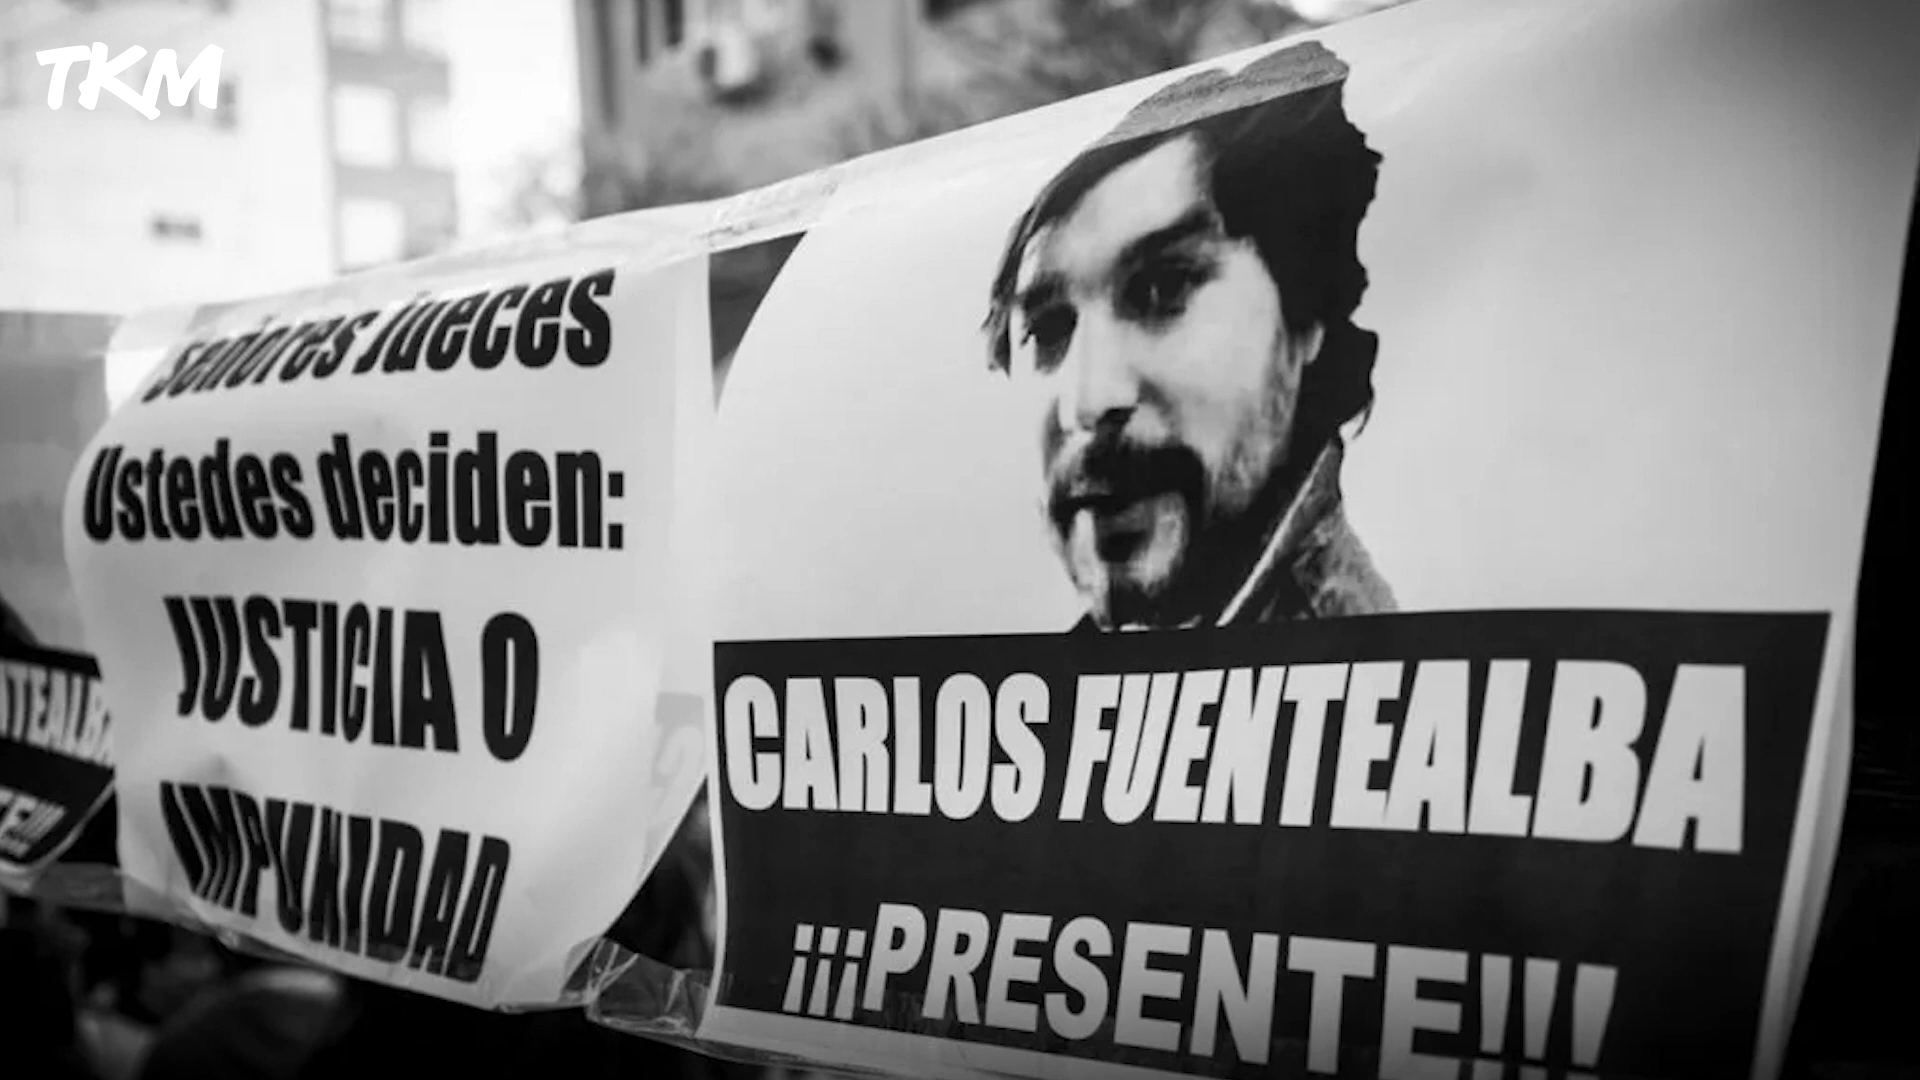 TKM
Señores Jueces
Ustedes deciden:
JUSTICIA O
IMPUNIDAD
CARLOS FUENTEALBA
¡¡¡PRESENTE!!!